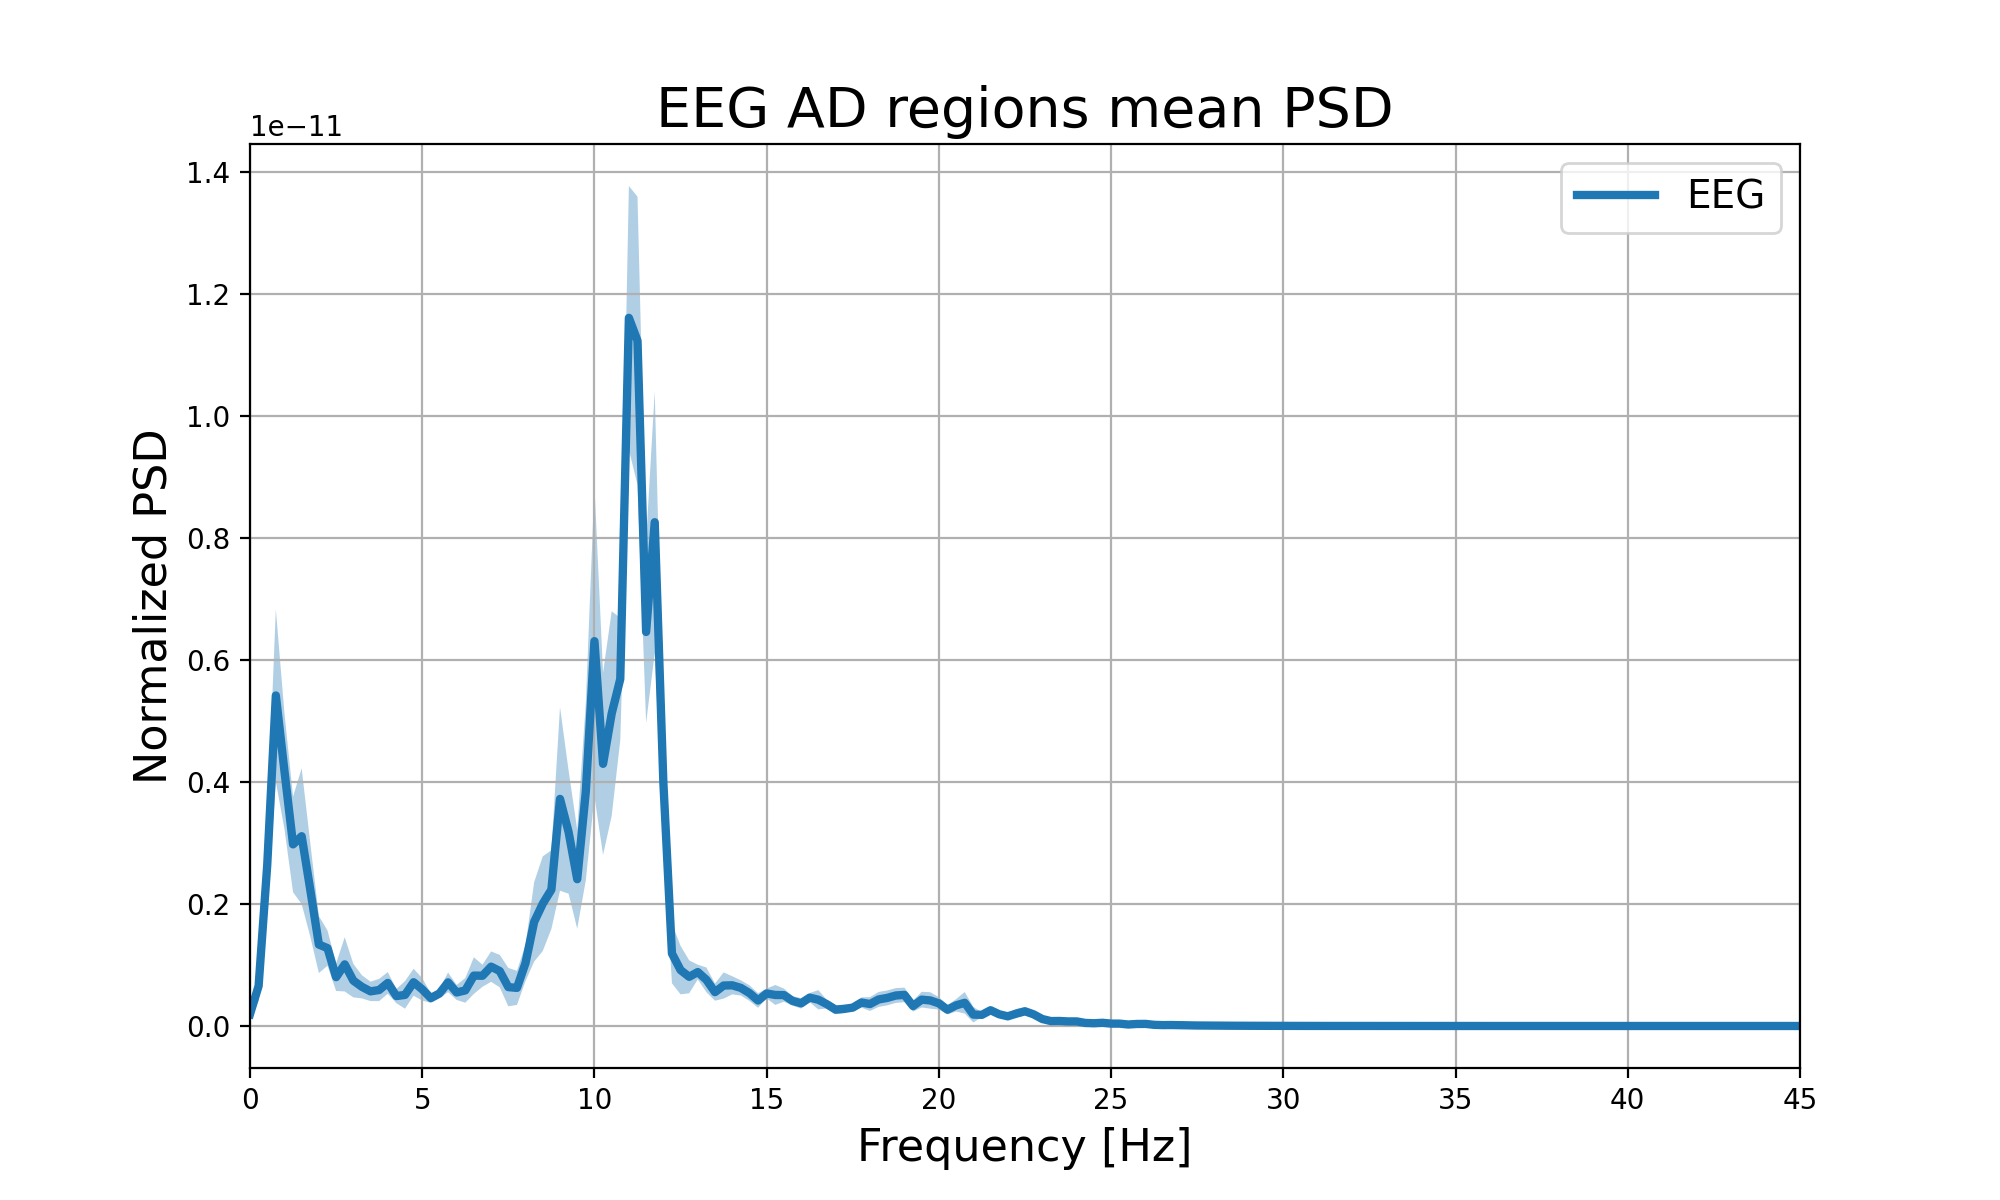 EEG AD regions mean PSD
1e−11
EEG
1.4
1.2
1.0
0.8
0.6
0.4
0.2
0.0
Normalized PSD
0 5 10 15 20 25 30 35 40 45
Frequency [Hz]